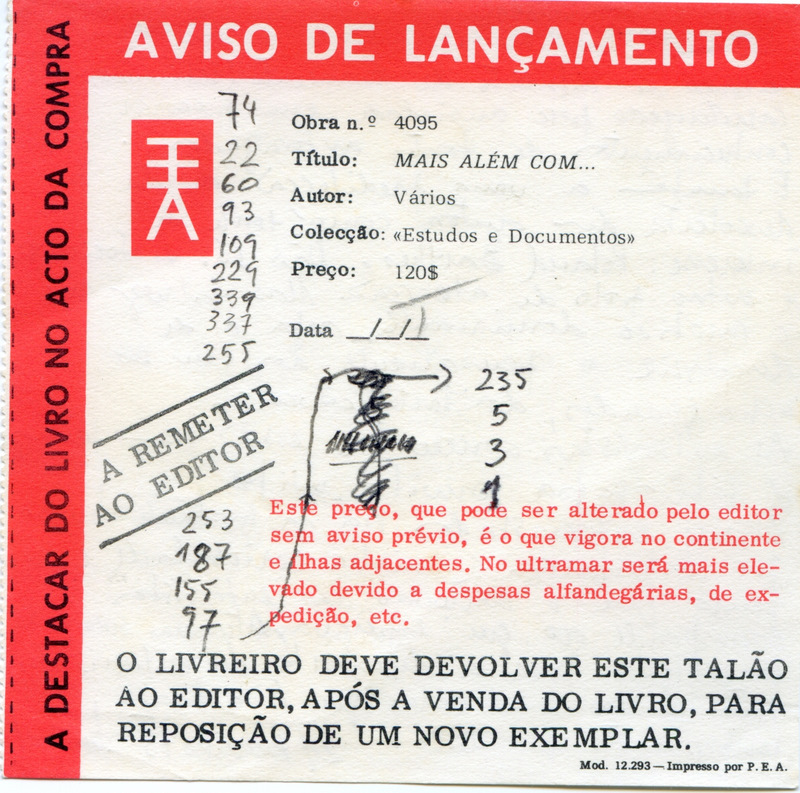 AVISO DE LANÇAMENTO
A DESTACAR DO LIVRO NO ACTO DA COMPRA
74
22
60
93
109
229
339
337
255
Obra n.º 4095
Título: MAIS ALÉM COM...
Autor: Vários
Colecção: «Estudos e Documentos»
Preço: 120$
Data __/__/__
A REMETER
AO EDITOR
235
5
3
1
253
187
155
97
Este preço, que pode ser alterado pelo editor
sem aviso prévio, é o que vigora no continente
e ilhas adjacentes. No ultramar será mais ele-
vado devido a despesas alfandegárias, de ex-
pedição, etc.
O LIVREIRO DEVE DEVOLVER ESTE TALÃO
AO EDITOR, APÓS A VENDA DO LIVRO, PARA
REPOSIÇÃO DE UM NOVO EXEMPLAR.
Mod. 12.293 — Impresso por P. E. A.